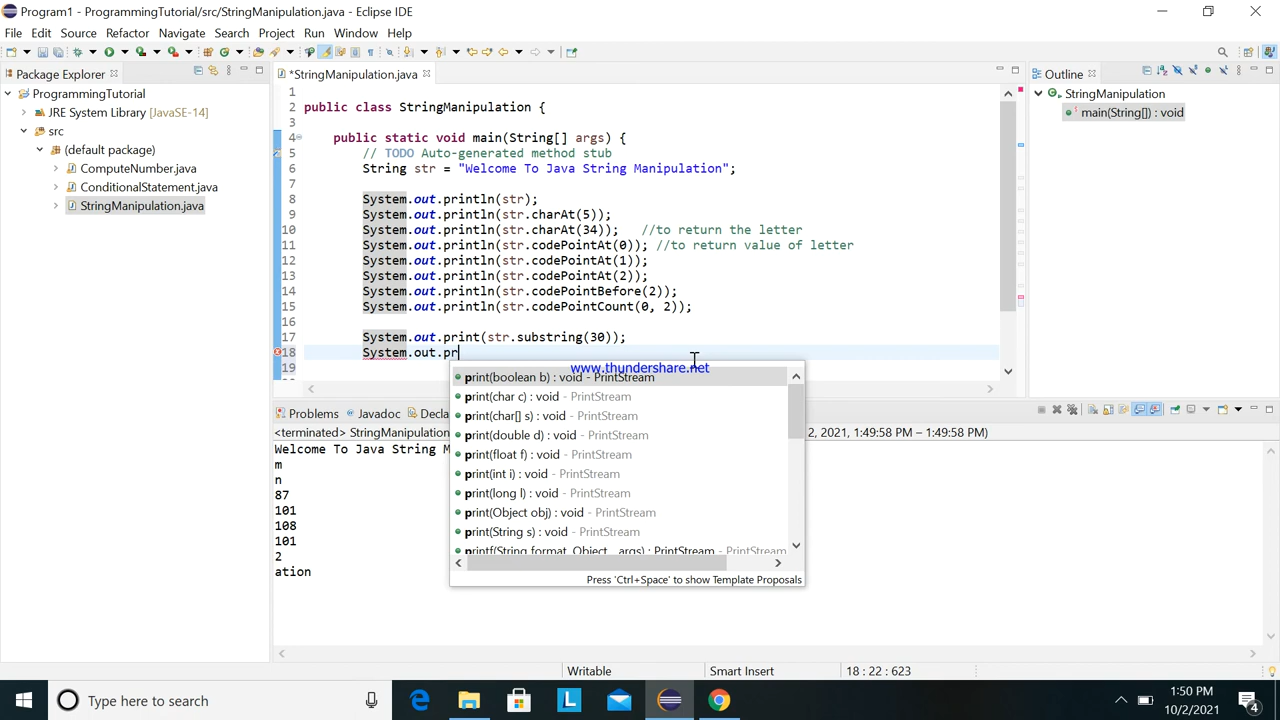 Program1 - ProgrammingTutorial/src/StringManipulation.java - Eclipse IDE
File Edit Source Refactor Navigate Search Project Run Window Help
Package Explorer
*StringManipulation.java
Outline
ProgrammingTutorial
JRE System Library [JavaSE-14]
src
(default package)
ComputeNumber.java
ConditionalStatement.java
StringManipulation.java
1
2 public class StringManipulation {
3
4 public static void main(String[] args) {
5 // TODO Auto-generated method stub
6 String str = "Welcome To Java String Manipulation";
7
8 System.out.println(str);
9 System.out.println(str.charAt(5));
10 System.out.println(str.charAt(34)); //to return the letter
11 System.out.println(str.codePointAt(0)); //to return value of letter
12 System.out.println(str.codePointAt(1));
13 System.out.println(str.codePointAt(2));
14 System.out.println(str.codePointBefore(2));
15 System.out.println(str.codePointCount(0, 2));
16
17 System.out.print(str.substring(30));
18 System.out.pr
19
StringManipulation
main(String[]) : void
www.thundershare.net
print(boolean b) : void - PrintStream
print(char c) : void - PrintStream
print(char[] s) : void - PrintStream
print(double d) : void - PrintStream
print(float f) : void - PrintStream
print(int i) : void - PrintStream
print(long l) : void - PrintStream
print(Object obj) : void - PrintStream
print(String s) : void - PrintStream
printf(String format, Object... args) : PrintStream - PrintStream
Press 'Ctrl+Space' to show Template Proposals
Problems Javadoc Decla
<terminated> StringManipulation 2, 2021, 1:49:58 PM – 1:49:58 PM)
Welcome To Java String M
m
n
87
101
108
101
2
ation
Writable Smart Insert 18 : 22 : 623
Type here to search
1:50 PM
10/2/2021
4